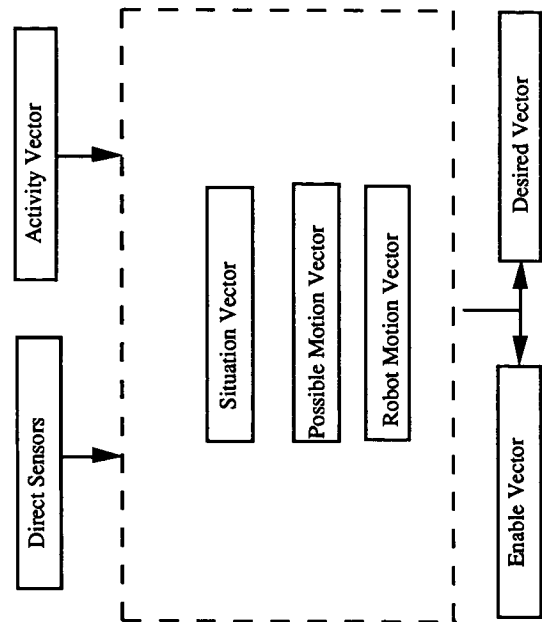 Direct Sensors
Activity Vector
Situation Vector
Possible Motion Vector
Robot Motion Vector
Enable Vector
Desired Vector